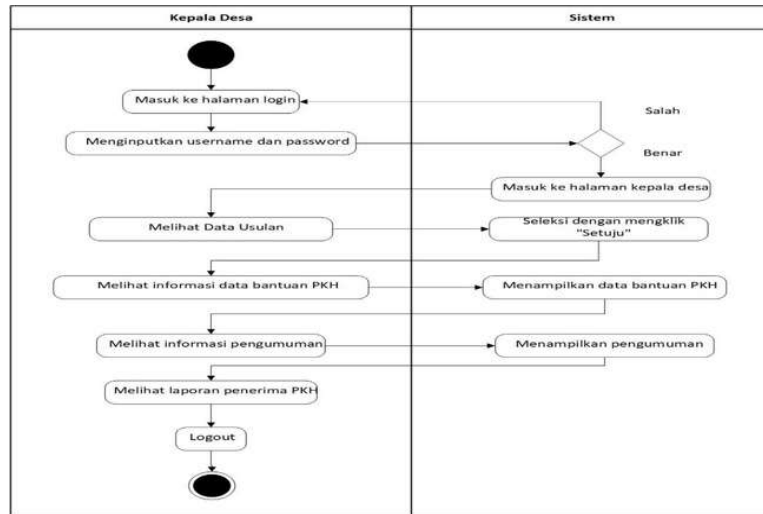 Kepala Desa
Sistem
Masuk ke halaman login
Salah
Menginputkan username dan password
Benar
Masuk ke halaman kepala desa
Melihat Data Usulan
Seleksi dengan mengklik
"Setuju"
Melihat informasi data bantuan PKH
Menampilkan data bantuan PKH
Melihat informasi pengumuman
Menampilkan pengumuman
Melihat laporan penerima PKH
Logout